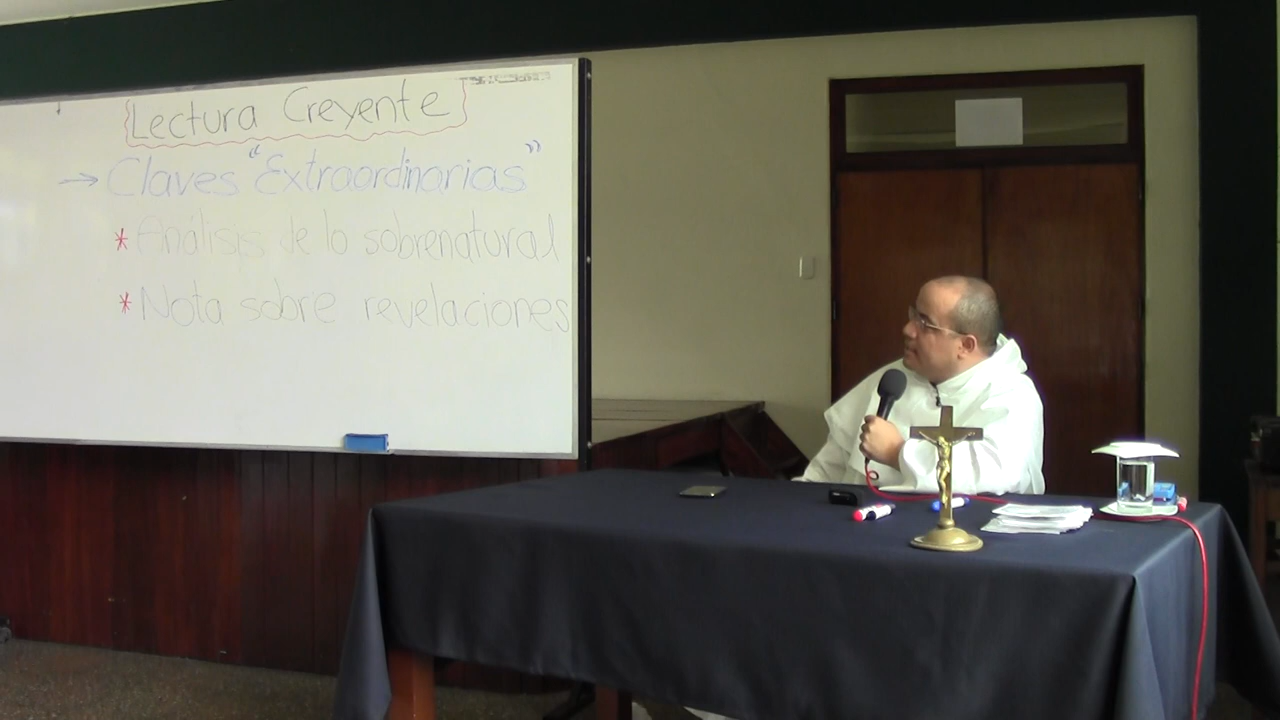 Lectura Creyente
→ Claves "Extraordinarias"
* Análisis de lo sobrenatural
* Nota sobre revelaciones